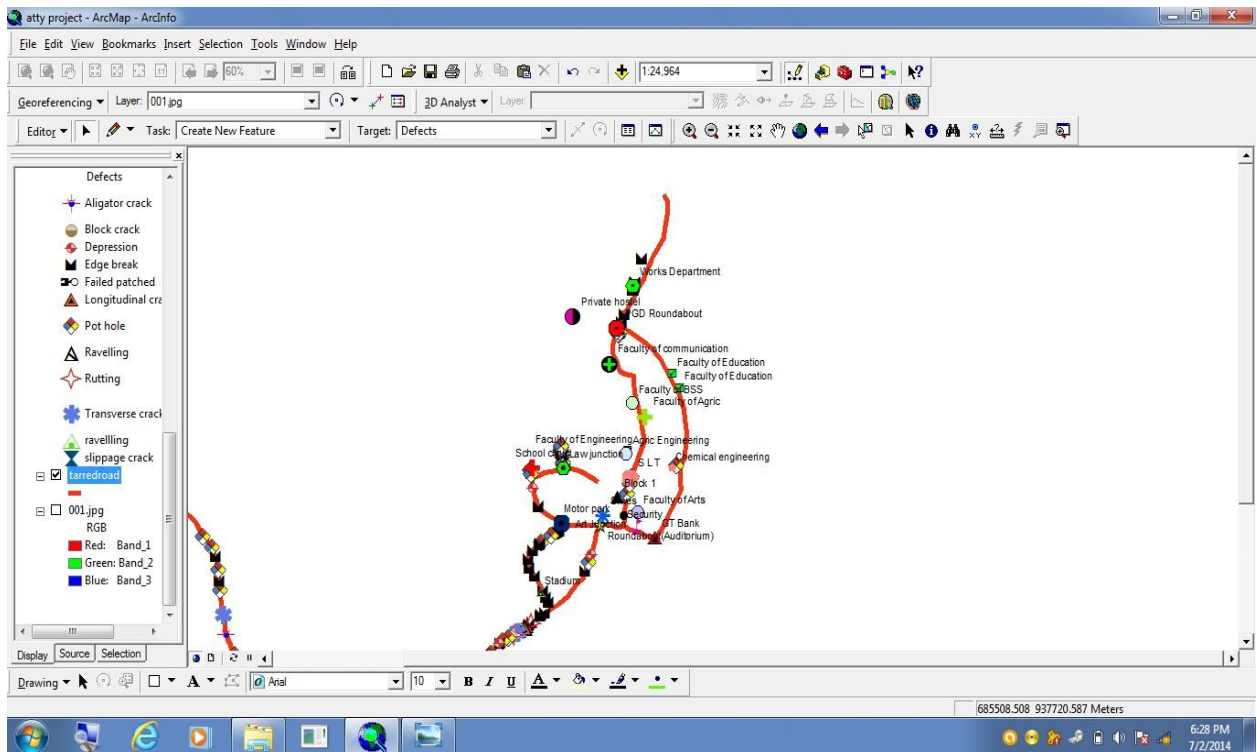 atty project - ArcMap - ArcInfo
File Edit View Bookmarks Insert Selection Tools Window Help
60% 1:24,964
Georeferencing Layer: 001.jpg 3D Analyst Layer:
Editor Task: Create New Feature Target: Defects
Defects
Aligator crack
Block crack
Depression
Edge break
Failed patched
Longitudinal cra
Pot hole
Ravelling
Rutting
Transverse crack
ravellling
slippage crack
tarredroad
001.jpg
RGB
Red: Band_1
Green: Band_2
Blue: Band_3
Works Department
Private hostel
PGD Roundabout
Faculty of communication
Faculty of Education
Faculty of Education
Faculty of BSS
Faculty of Agric
Faculty of Engineering Agric Engineering
School clinic Law junction
S L T
Chemical engineering
Block 1
Faculty of Arts
Motor park
Security
Art Junction
GT Bank
Roundabout (Auditorium)
Stadium
Display Source Selection
Drawing Arial 10 B I U A
685508.508 937720.587 Meters
6:28 PM
7/2/2014